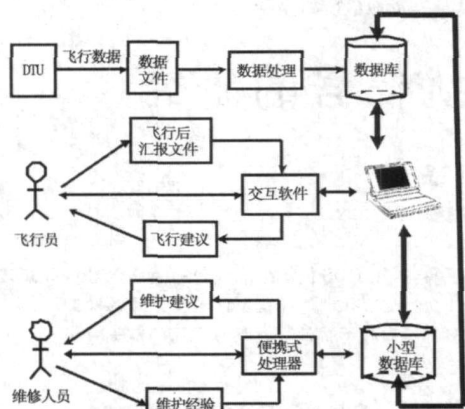 DTU
飞行数据
数据
文件
数据处理
数据库
飞行后
汇报文件
交互软件
飞行员
飞行建议
维护建议
便携式
处理器
小型
数据库
维修人员
维护经验